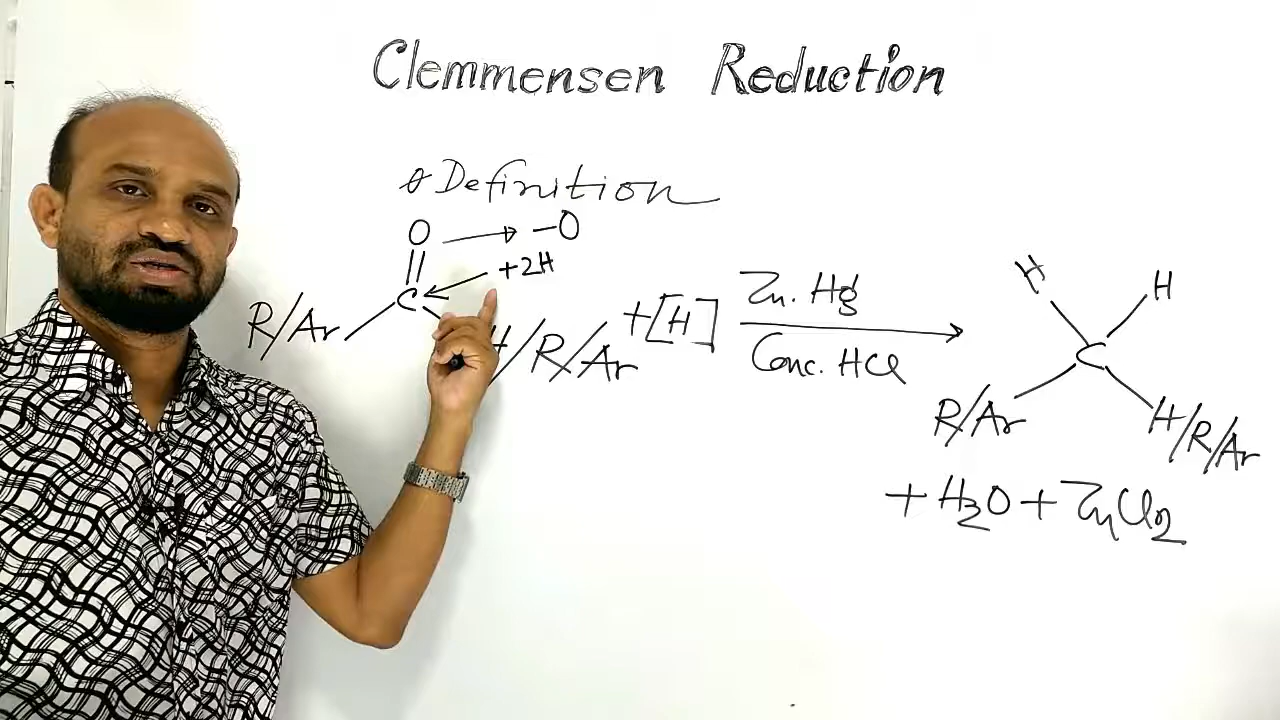 Clemmensen Reduction
Definition
O → -O
+2H
C
R/Ar
H/R/Ar
+[H]
Zn.Hg
Conc. HCl
H
H
C
R/Ar
H/R/Ar
+ H2O + ZnCl2